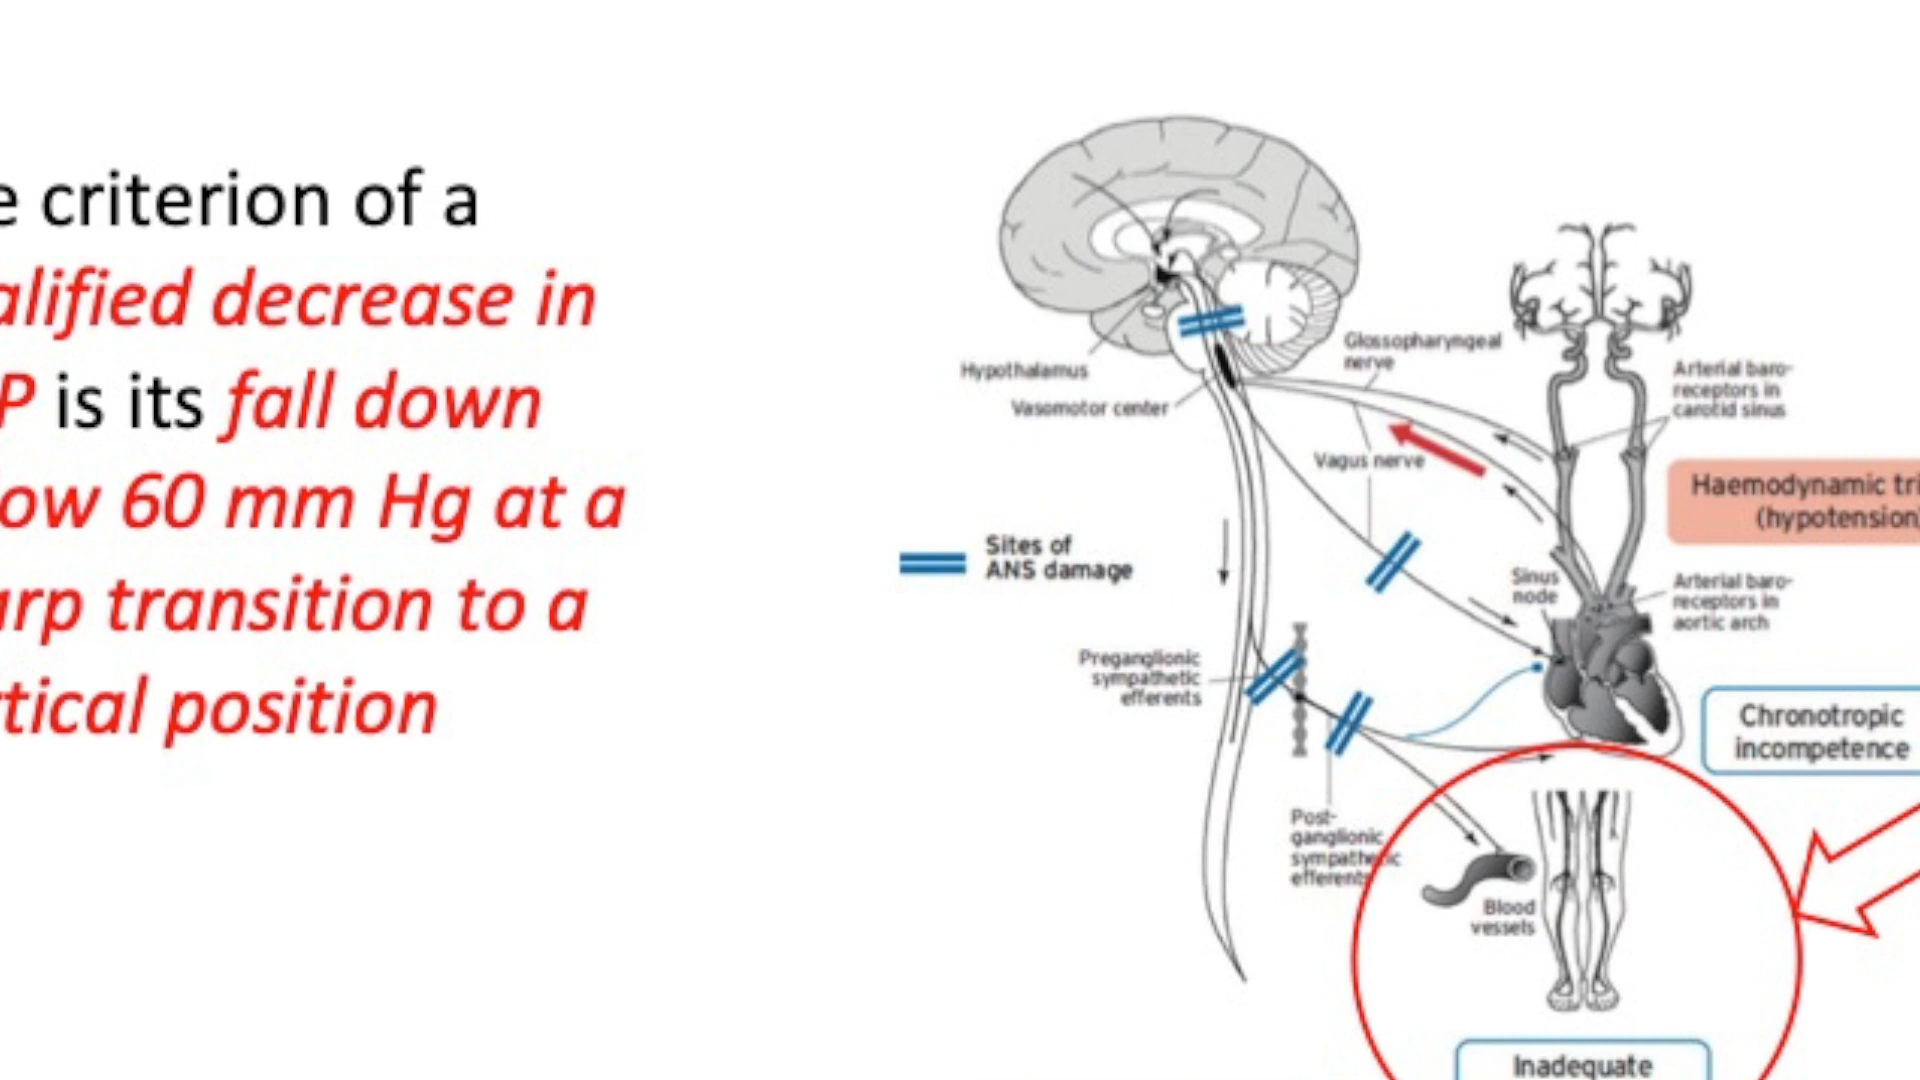 e criterion of a
alified decrease in
P is its fall down
low 60 mm Hg at a
arp transition to a
rtical position
Hypothalamus
Vasomotor center
Glossopharyngeal
nerve
Vagus nerve
Arterial baro-
receptors in
carotid sinus
Haemodynamic tri
(hypotension)
Sites of
ANS damage
Sinus
node
Arterial baro-
receptors in
aortic arch
Preganglionic
sympathetic
efferents
Chronotropic
incompetence
Post-
ganglionic
sympathetic
efferents
Blood
vessels
Inadequate